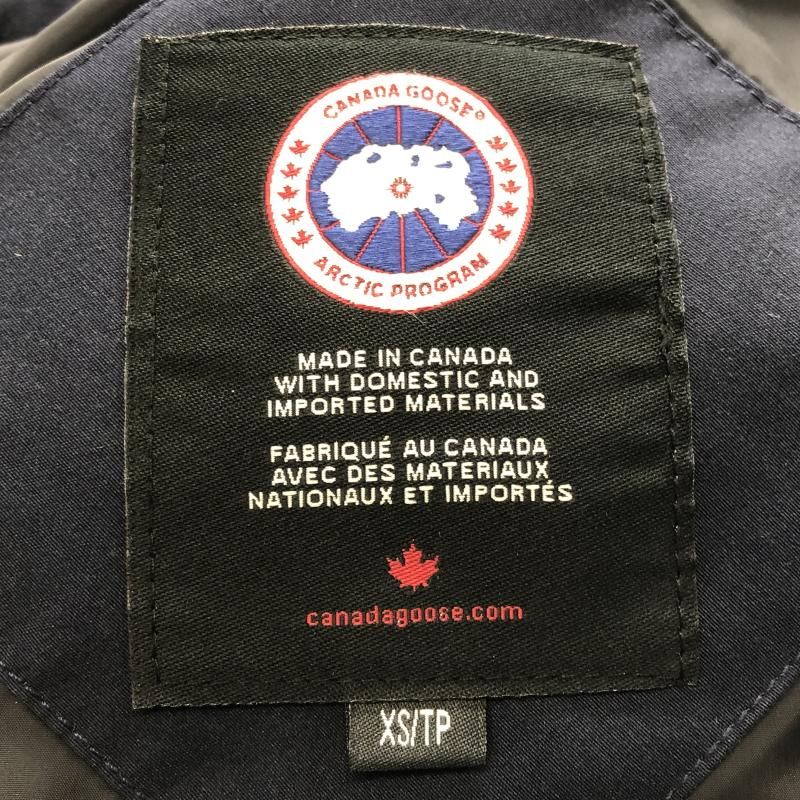 CANADA GOOSE®
ARCTIC PROGRAM
MADE IN CANADA
WITH DOMESTIC AND
IMPORTED MATERIALS
FABRIQUÉ AU CANADA
AVEC DES MATERIAUX
NATIONAUX ET IMPORTÉS
canadagoose.com
XS/TP